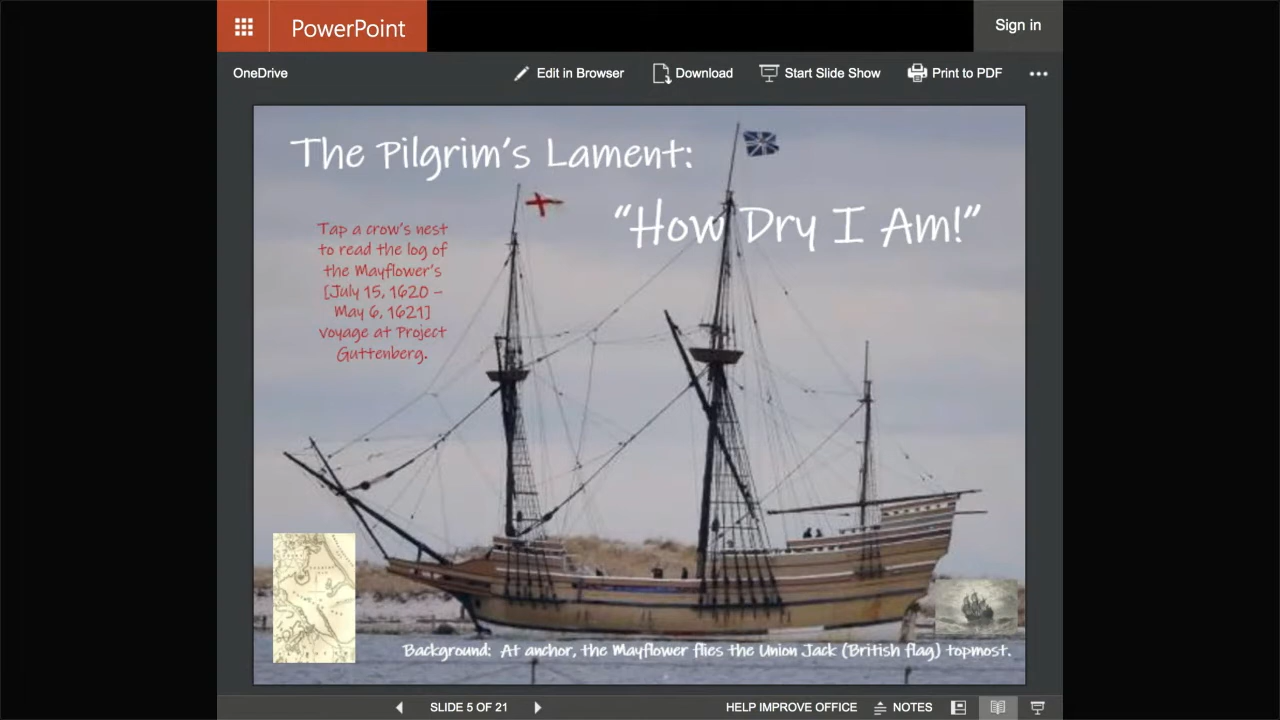 PowerPoint
Sign in
OneDrive
Edit in Browser
Download
Start Slide Show
Print to PDF
The Pilgrim's Lament:
"How Dry I Am!"
Tap a crow's nest
to read the log of
the Mayflower's
[July 15, 1620 –
May 6, 1621]
voyage at Project
Guttenberg.
Background: At anchor, the Mayflower flies the Union Jack (British flag) topmost.
SLIDE 5 OF 21
HELP IMPROVE OFFICE
NOTES